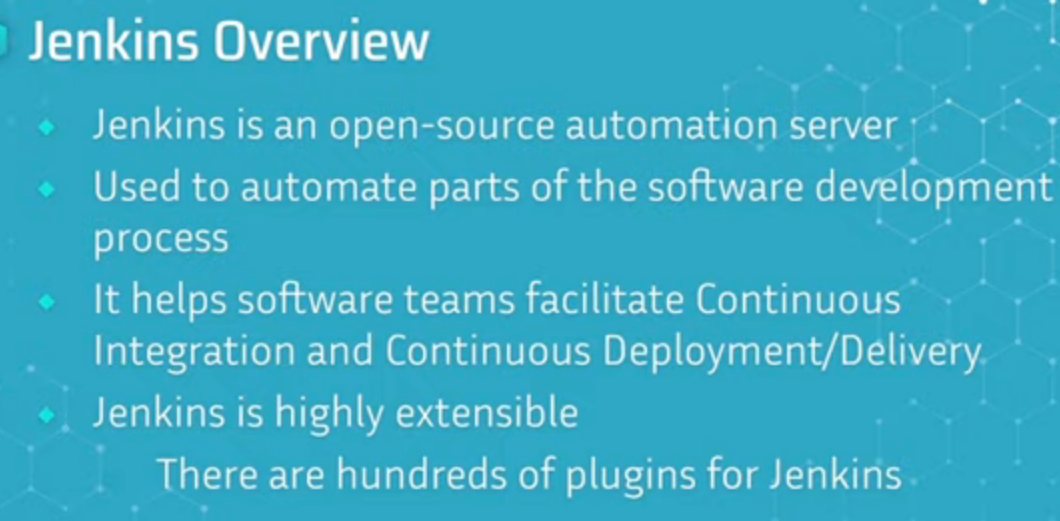 Jenkins Overview
Jenkins is an open-source automation server
Used to automate parts of the software development
process
It helps software teams facilitate Continuous
Integration and Continuous Deployment/Delivery
Jenkins is highly extensible
There are hundreds of plugins for Jenkins